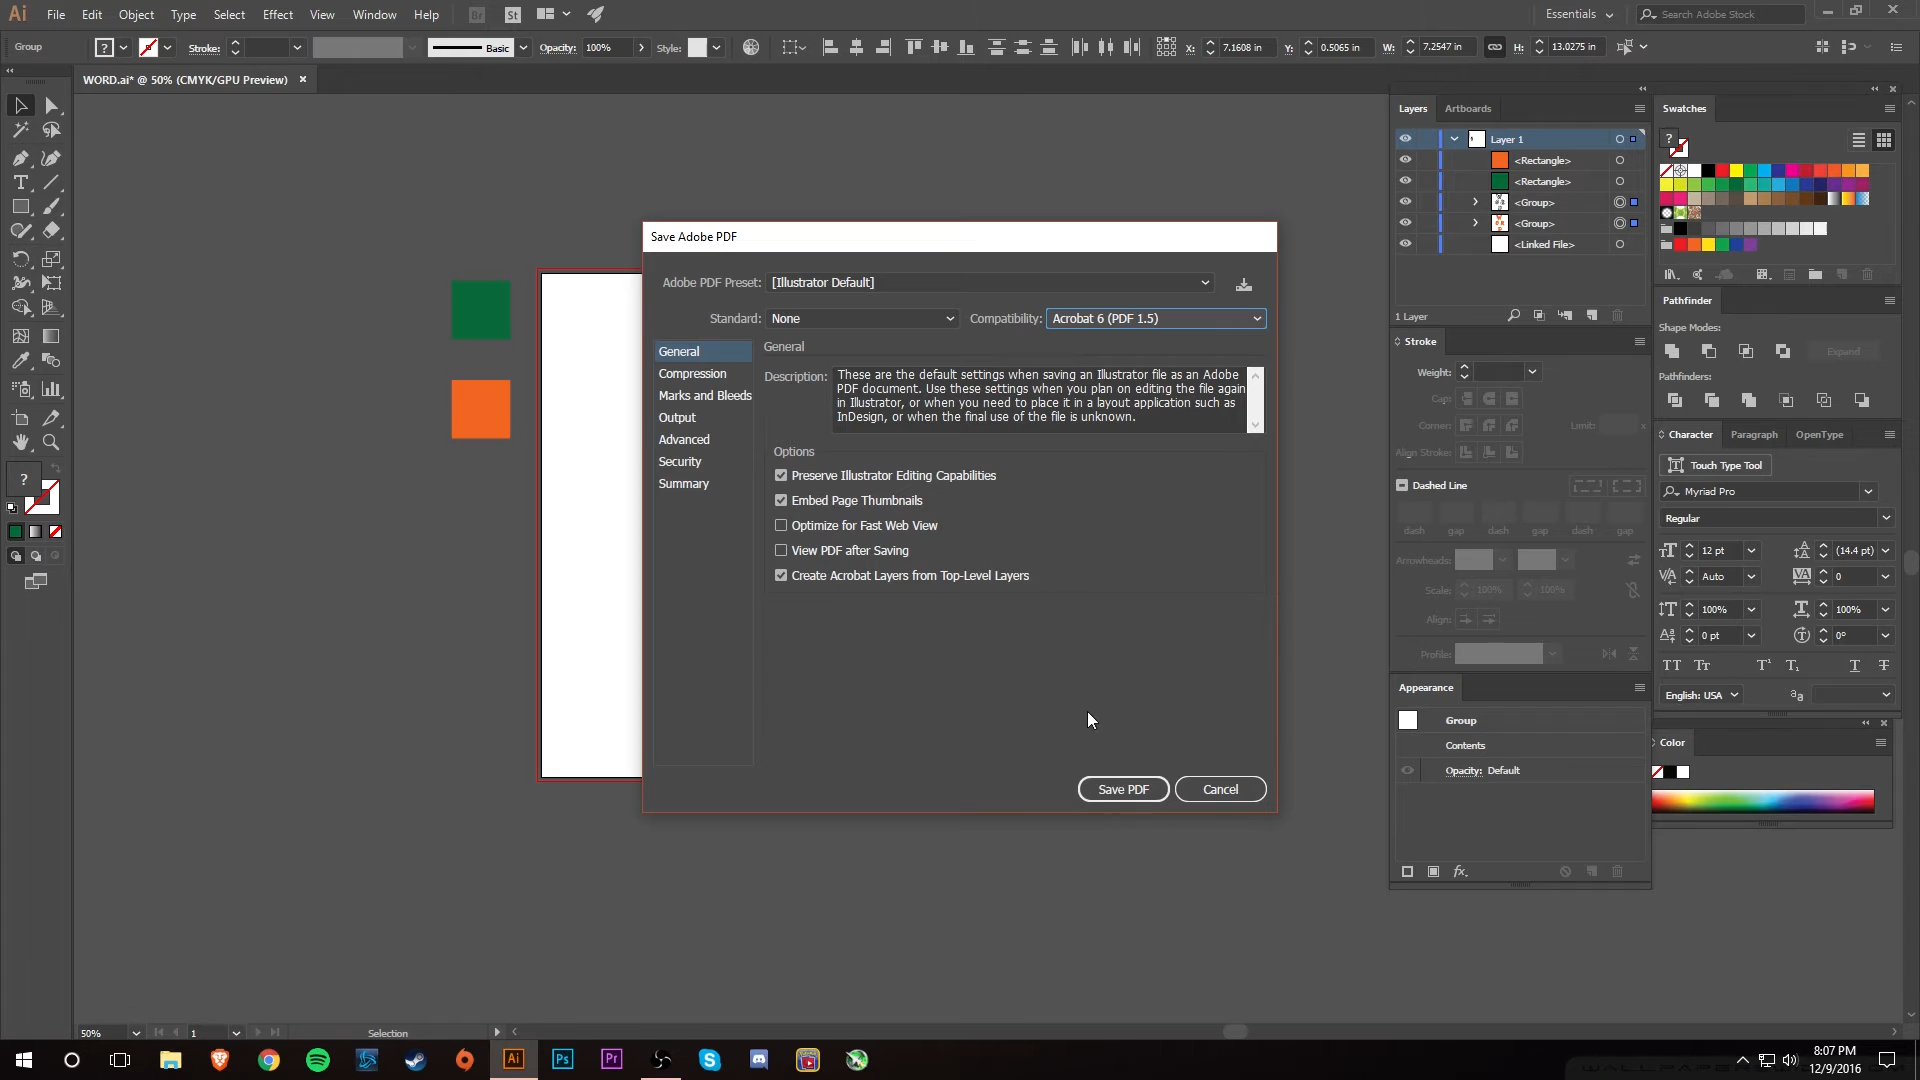 Ai File Edit Object Type Select Effect View Window Help Br St Essentials Search Adobe Stock
Group ? Stroke: Basic Opacity: 100% Style: X: 7.1608 in Y: 0.5065 in W: 7.2547 in H: 13.0275 in
WORD.ai* @ 50% (CMYK/GPU Preview)
Save Adobe PDF
Adobe PDF Preset: [Illustrator Default]
Standard: None Compatibility: Acrobat 6 (PDF 1.5)
General
Compression
Marks and Bleeds
Output
Advanced
Security
Summary
General
Description: These are the default settings when saving an Illustrator file as an Adobe
PDF document. Use these settings when you plan on editing the file again
in Illustrator, or when you need to place it in a layout application such as
InDesign, or when the final use of the file is unknown.
Options
Preserve Illustrator Editing Capabilities
Embed Page Thumbnails
Optimize for Fast Web View
View PDF after Saving
Create Acrobat Layers from Top-Level Layers
Save PDF Cancel
Layers Artboards
Layer 1
<Rectangle>
<Rectangle>
<Group>
<Group>
<Linked File>
1 Layer
Stroke
Weight:
Cap:
Corner: Limit: x
Align Stroke:
Dashed Line
dash gap dash gap dash gap
Arrowheads:
Scale: 100% 100%
Align:
Profile:
Appearance
Group
Contents
Opacity: Default
fx
Swatches
?
Pathfinder
Shape Modes:
Expand
Pathfinders:
Character Paragraph OpenType
Touch Type Tool
Myriad Pro
Regular
12 pt (14.4 pt)
Auto 0
100% 100%
0 pt 0°
English: USA
Color
?
50% 1 Selection
Ai Ps Pr
8:07 PM
12/9/2016